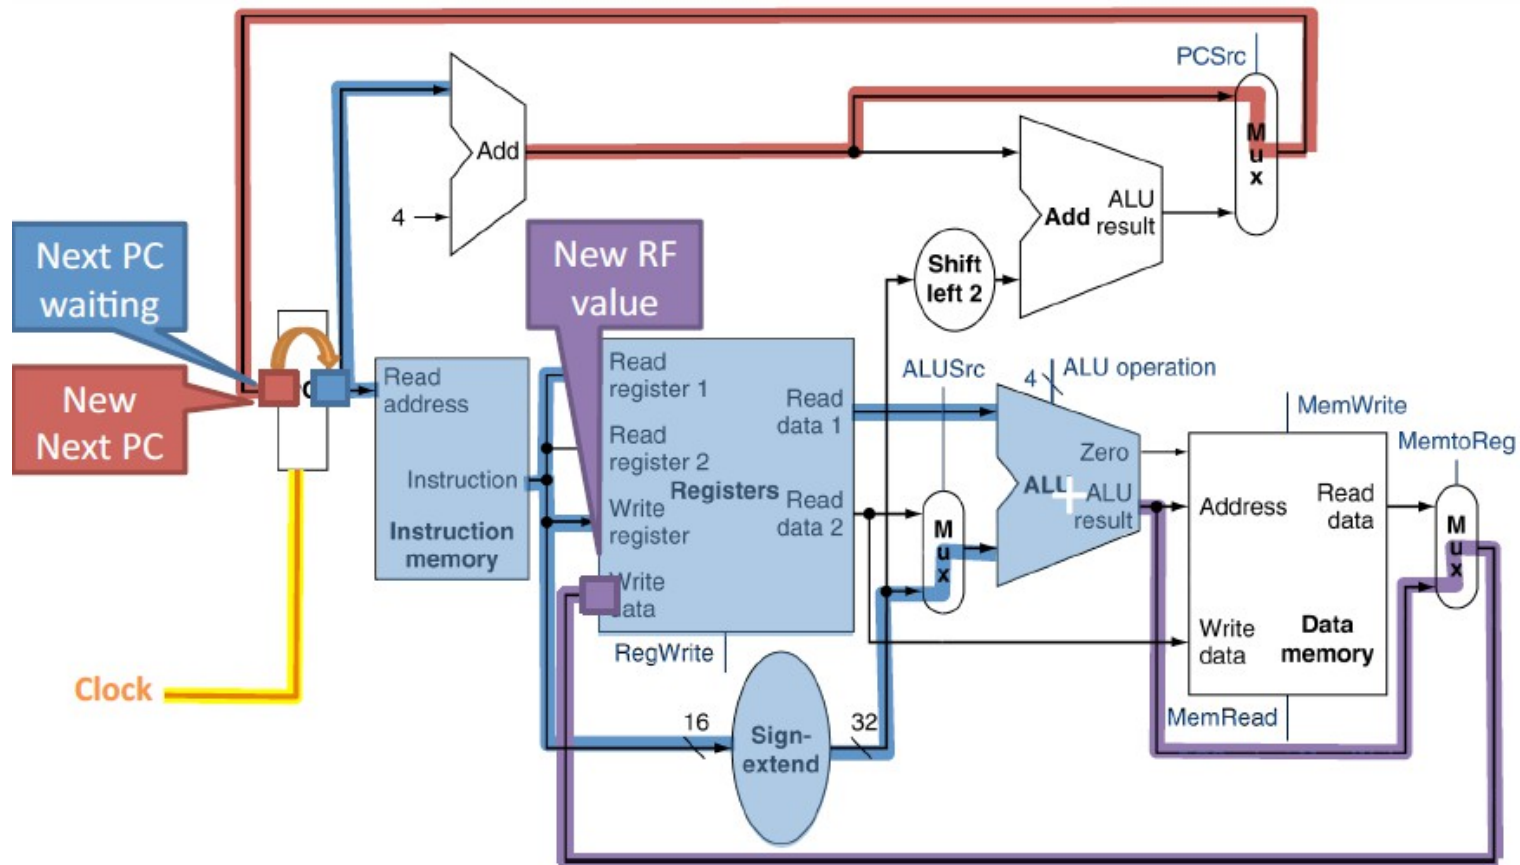 PCSrc
M
u
x
Add
4
Add
ALU
result
Shift
left 2
Next PC
waiting
New
Next PC
New RF
value
Read
address
Instruction
Instruction
memory
Read
register 1
Read
register 2
Write
register
Write
data
Registers
Read
data 1
Read
data 2
RegWrite
ALUSrc
M
u
x
4
ALU operation
Zero
ALU
ALU
result
MemWrite
Address
Read
data
Write
data
Data
memory
MemRead
MemtoReg
M
u
x
Clock
16
Sign-
extend
32